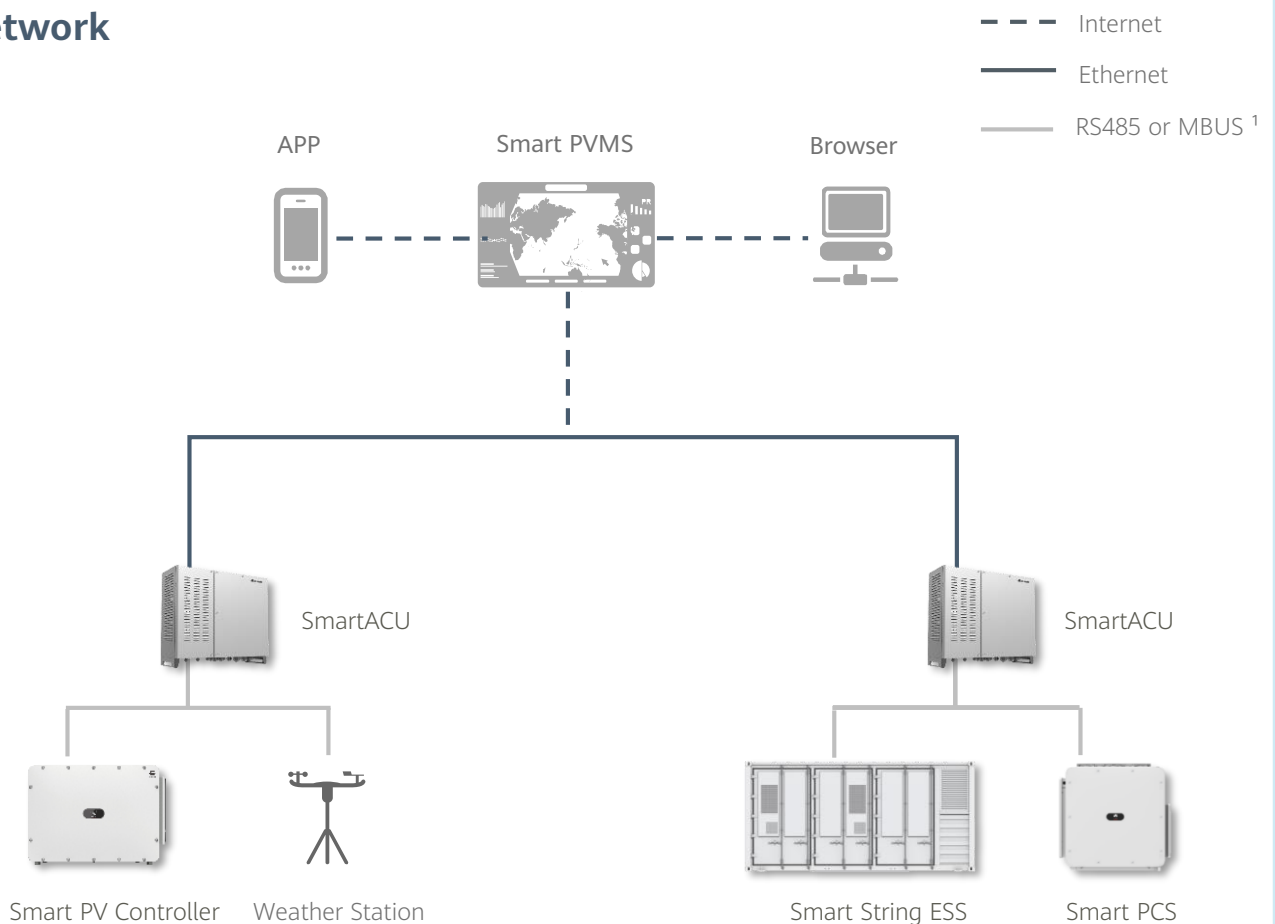 etwork
Internet
Ethernet
RS485 or MBUS ¹
APP
Smart PVMS
Browser
SmartACU
SmartACU
Smart PV Controller
Weather Station
Smart String ESS
Smart PCS